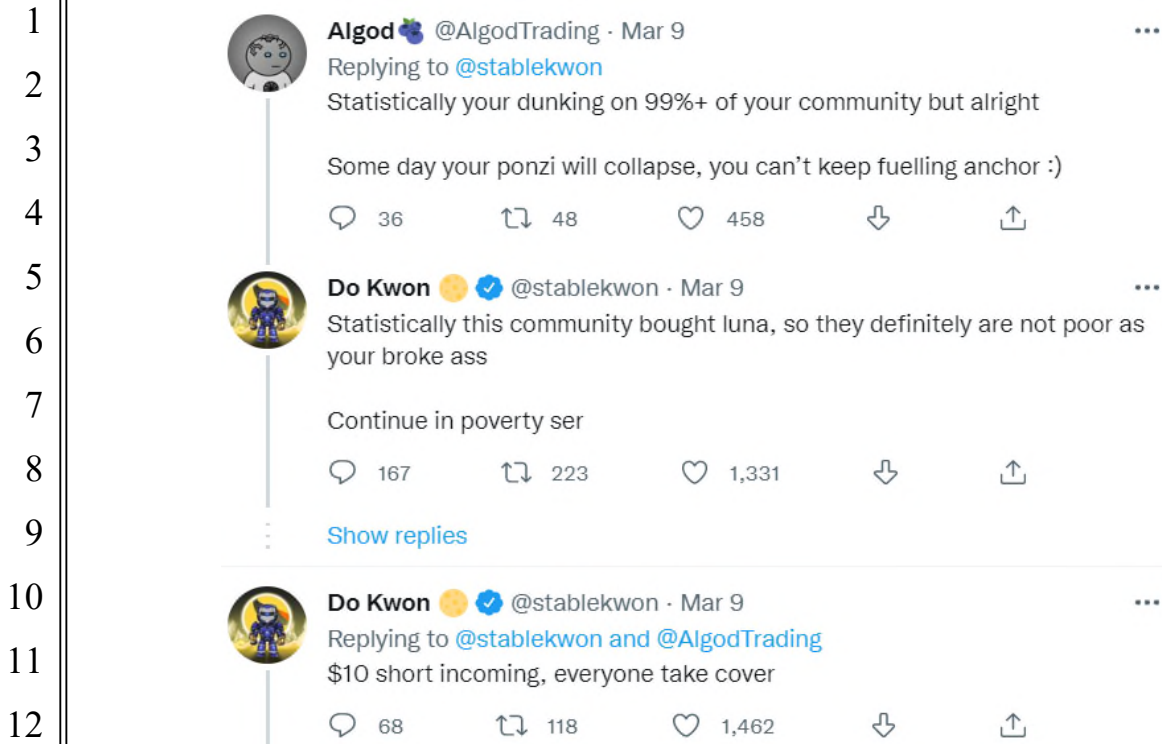 1
Algod @AlgodTrading · Mar 9
Replying to @stablekwon
2
Statistically your dunking on 99%+ of your community but alright
3
Some day your ponzi will collapse, you can't keep fuelling anchor :)
4
36 48 458
5
Do Kwon @stablekwon · Mar 9
Statistically this community bought luna, so they definitely are not poor as
6
your broke ass
7
Continue in poverty ser
8
167 223 1,331
9
Show replies
10
Do Kwon @stablekwon · Mar 9
Replying to @stablekwon and @AlgodTrading
11
$10 short incoming, everyone take cover
12
68 118 1,462